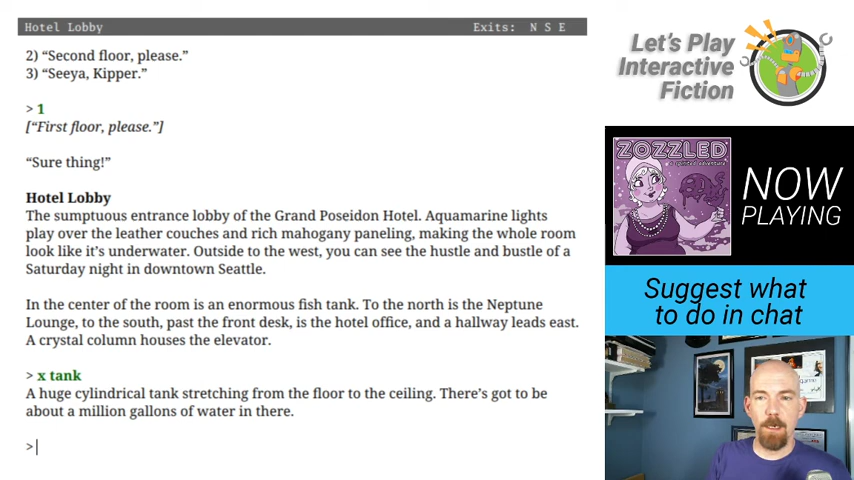 Hotel Lobby Exits: N S E
2) “Second floor, please.”
3) “Seeya, Kipper.”
> 1
[“First floor, please.”]
“Sure thing!”
Hotel Lobby
The sumptuous entrance lobby of the Grand Poseidon Hotel. Aquamarine lights
play over the leather couches and rich mahogany paneling, making the whole room
look like it’s underwater. Outside to the west, you can see the hustle and bustle of a
Saturday night in downtown Seattle.
In the center of the room is an enormous fish tank. To the north is the Neptune
Lounge, to the south, past the front desk, is the hotel office, and a hallway leads east.
A crystal column houses the elevator.
> x tank
A huge cylindrical tank stretching from the floor to the ceiling. There’s got to be
about a million gallons of water in there.
>
Let’s Play
Interactive
Fiction
ZOZZLED
a spirited adventure
NOW
PLAYING
Suggest what
to do in chat